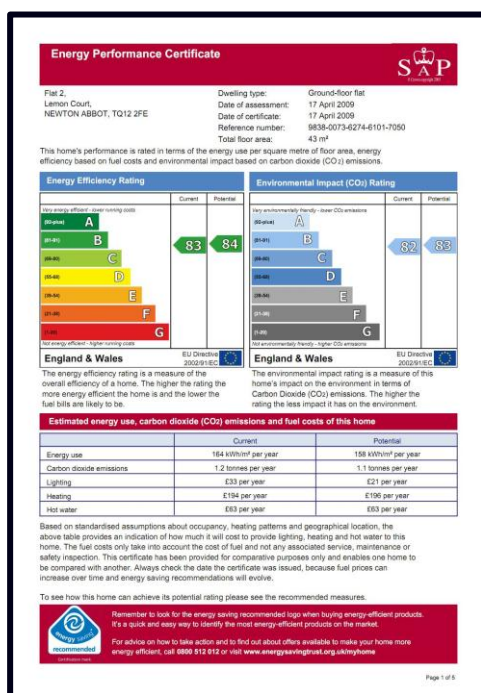 Energy Performance Certificate
SAP
Flat 2,
Lemon Court,
NEWTON ABBOT, TQ12 2FE
Dwelling type: Ground-floor flat
Date of assessment: 17 April 2009
Date of certificate: 17 April 2009
Reference number: 9838-0073-6274-6101-7050
Total floor area: 43 m²
This home's performance is rated in terms of the energy use per square metre of floor area, energy
efficiency based on fuel costs and environmental impact based on carbon dioxide (CO2) emissions.
Energy Efficiency Rating
Current Potential
Very energy efficient - lower running costs
(92-plus) A
(81-91) B
(69-80) C
(55-68) D
(39-54) E
(21-38) F
(1-20) G
83 84
Not energy efficient - higher running costs
England & Wales
EU Directive
2002/91/EC
Environmental Impact (CO2) Rating
Current Potential
Very environmentally friendly - lower CO2 emissions
(92-plus) A
(81-91) B
(69-80) C
(55-68) D
(39-54) E
(21-38) F
(1-20) G
82 83
Not environmentally friendly - higher CO2 emissions
England & Wales
EU Directive
2002/91/EC
The energy efficiency rating is a measure of the
overall efficiency of a home. The higher the rating the
more energy efficient the home is and the lower the
fuel bills are likely to be.
The environmental impact rating is a measure of this
home's impact on the environment in terms of
Carbon Dioxide (CO2) emissions. The higher the
rating the less impact it has on the environment.
Estimated energy use, carbon dioxide (CO2) emissions and fuel costs of this home
Current Potential
Energy use 164 kWh/m² per year 158 kWh/m² per year
Carbon dioxide emissions 1.2 tonnes per year 1.1 tonnes per year
Lighting £33 per year £21 per year
Heating £194 per year £196 per year
Hot water £63 per year £63 per year
Based on standardised assumptions about occupancy, heating patterns and geographical location, the
above table provides an indication of how much it will cost to provide lighting, heating and hot water to this
home. The fuel costs only take into account the cost of fuel and not any associated service, maintenance or
safety inspection. This certificate has been provided for comparative purposes only and enables one home to
be compared with another. Always check the date the certificate was issued, because fuel prices can
increase over time and energy saving recommendations will evolve.
To see how this home can achieve its potential rating please see the recommended measures.
energy saving
recommended
Certification mark
Remember to look for the energy saving recommended logo when buying energy-efficient products.
It's a quick and easy way to identify the most energy-efficient products on the market.
For advice on how to take action and to find out about offers available to make your home more
energy efficient, call 0800 512 012 or visit www.energysavingtrust.org.uk/myhome
Page 1 of 5